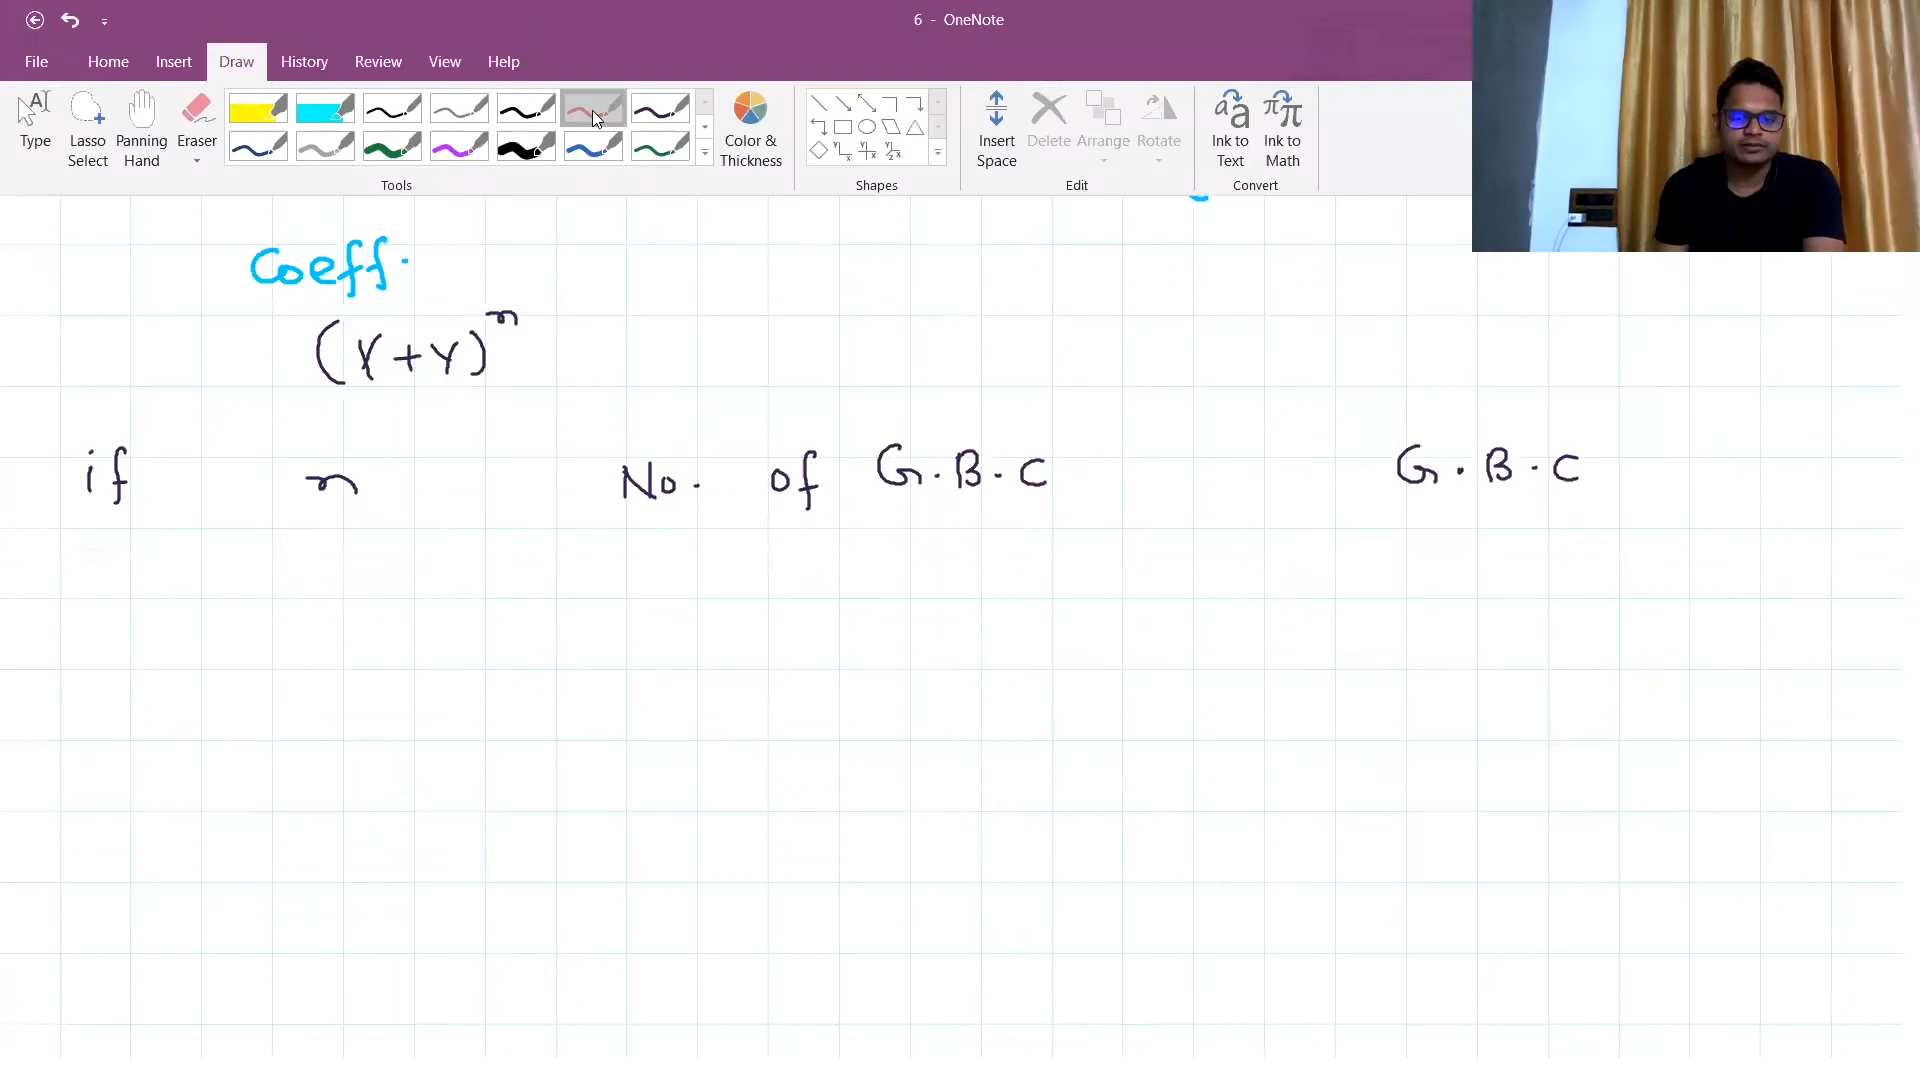 6 - OneNote
File Home Insert Draw History Review View Help
Type Lasso Select Panning Hand Eraser Color & Thickness Insert Space Delete Arrange Rotate Ink to Text Ink to Math
Tools Shapes Edit Convert
Coeff.
(X+Y)^n
if n No. of G.B.C G.B.C